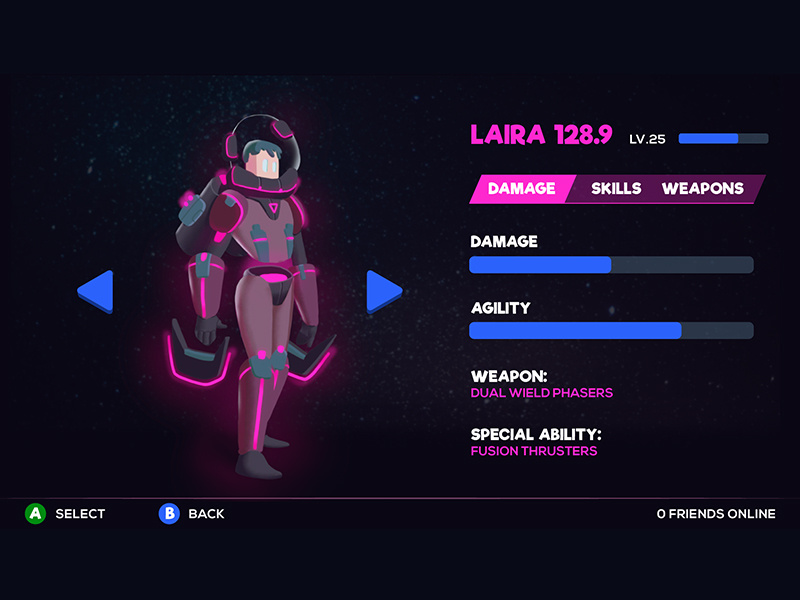 LAIRA 128.9 LV.25
DAMAGE SKILLS WEAPONS
DAMAGE
AGILITY
WEAPON:
DUAL WIELD PHASERS
SPECIAL ABILITY:
FUSION THRUSTERS
A SELECT B BACK 0 FRIENDS ONLINE